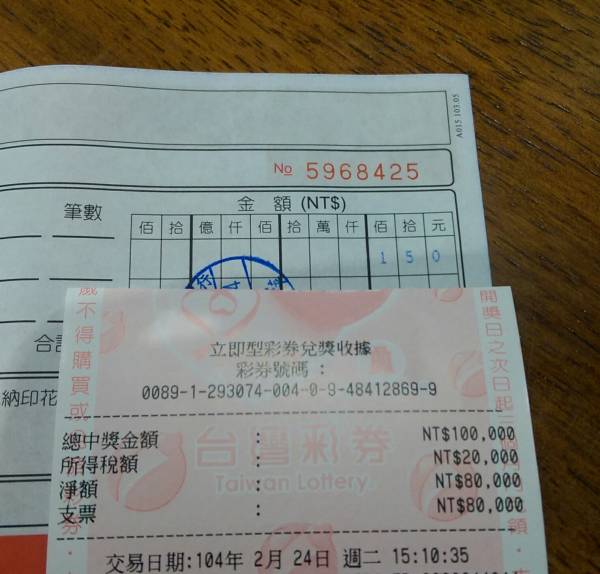 A015 103.05
No 5968425
金 額 (NT$)
筆數
佰 拾 億 仟 佰 拾 萬 仟 佰 拾 元
1 5 0
歲不得購買或
開獎日之次日起
合計
納印花
立即型彩券兌獎收據
彩券號碼：
0089-1-293074-004-0-9-48412869-9
台灣彩券
Taiwan Lottery
總中獎金額 : NT$100,000
所得稅額 : NT$20,000
淨額 : NT$80,000
支票 : NT$80,000
交易日期:104年 2月24日 週二 15:10:35